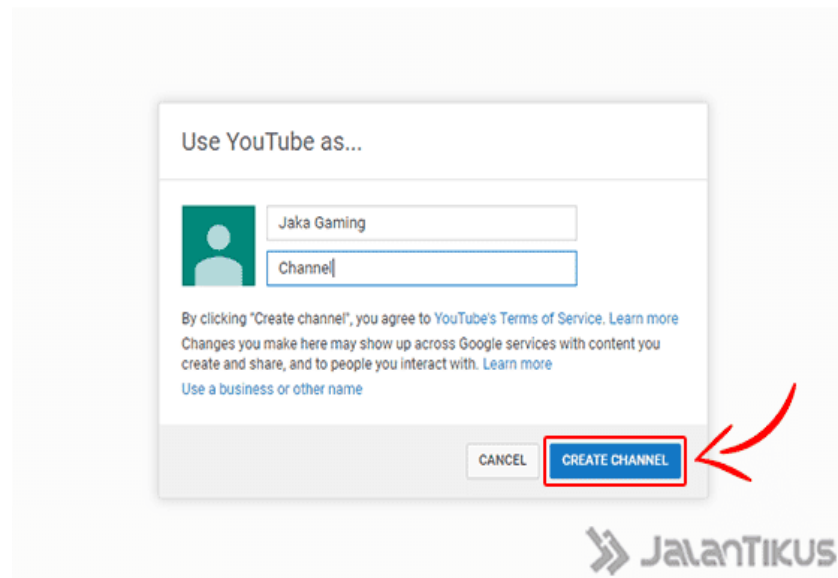 Use YouTube as...
Jaka Gaming
Channel
By clicking "Create channel", you agree to YouTube's Terms of Service. Learn more
Changes you make here may show up across Google services with content you
create and share, and to people you interact with. Learn more
Use a business or other name
CANCEL
CREATE CHANNEL
JALANTIKUS